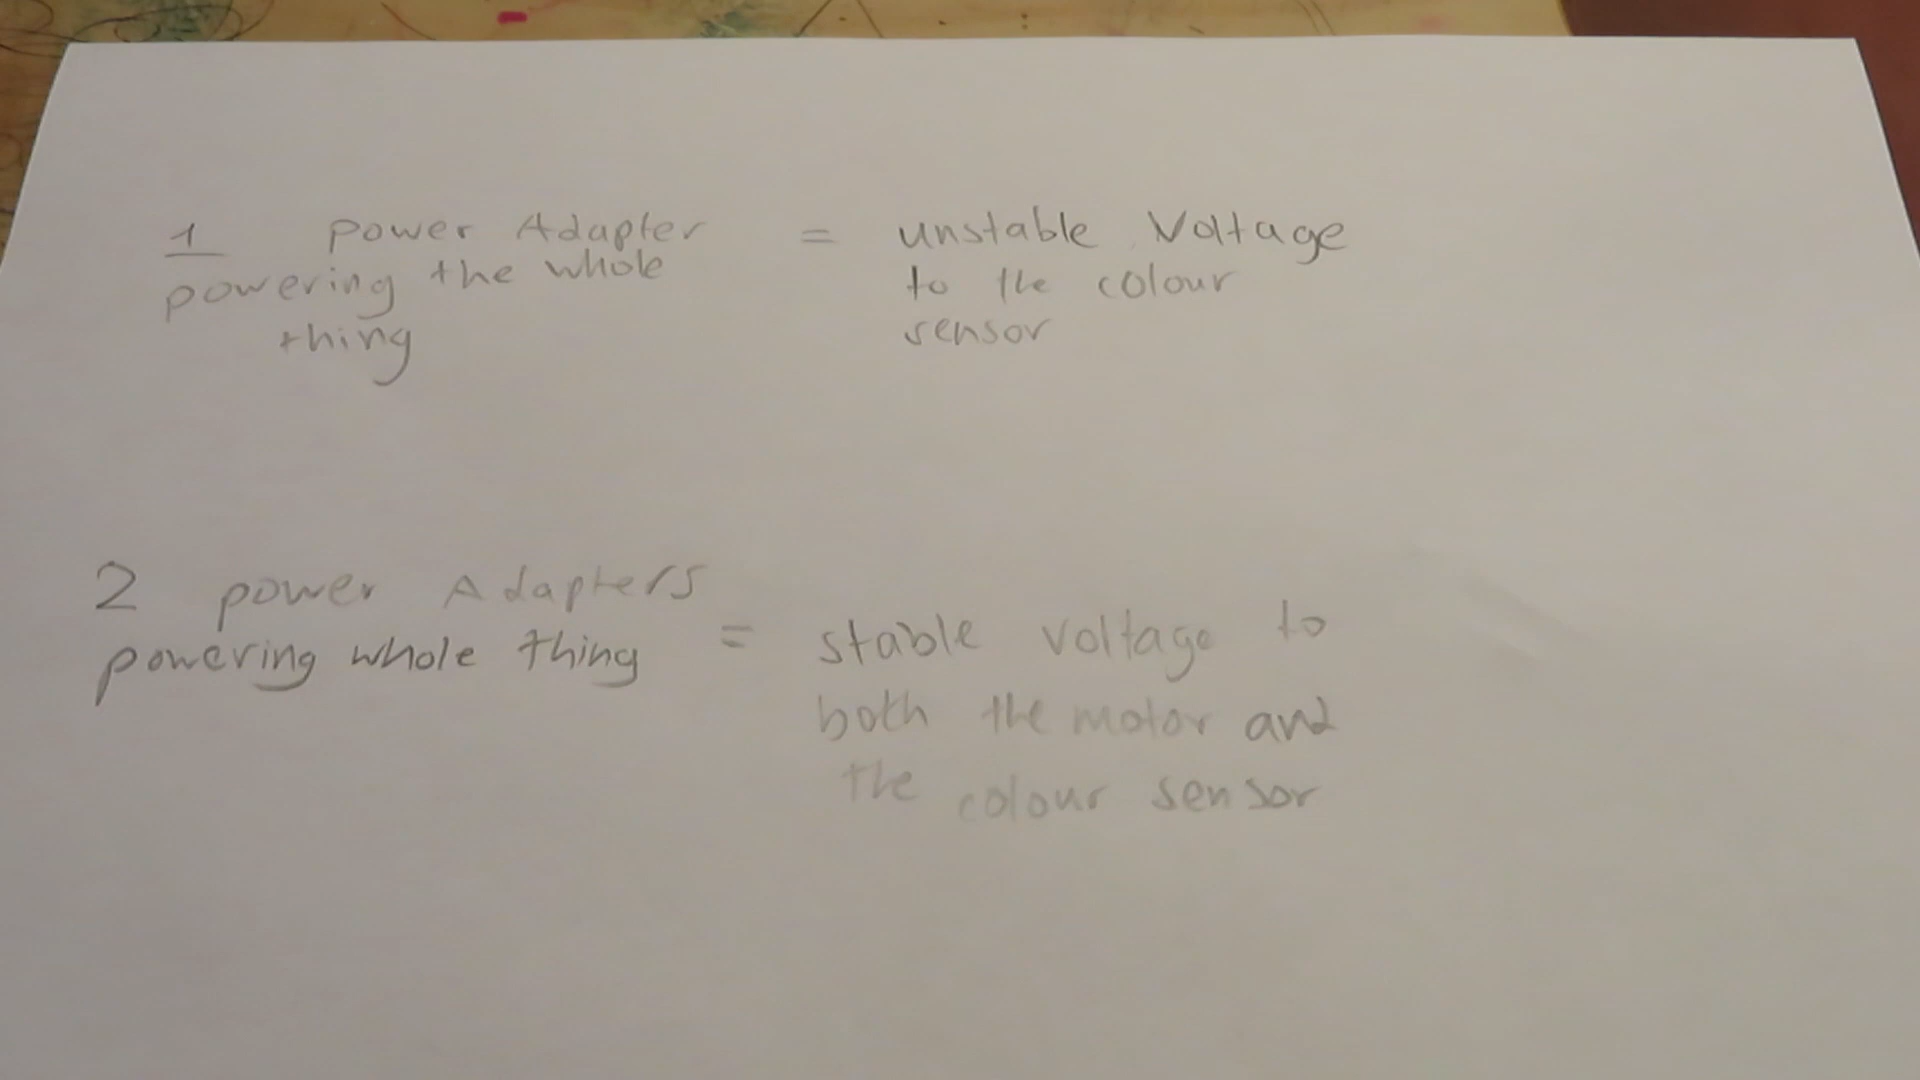 1 power Adapter = unstable Voltage
powering the whole to the colour
thing sensor
2 power Adapters
powering whole thing = stable voltage to
both the motor and
the colour sensor